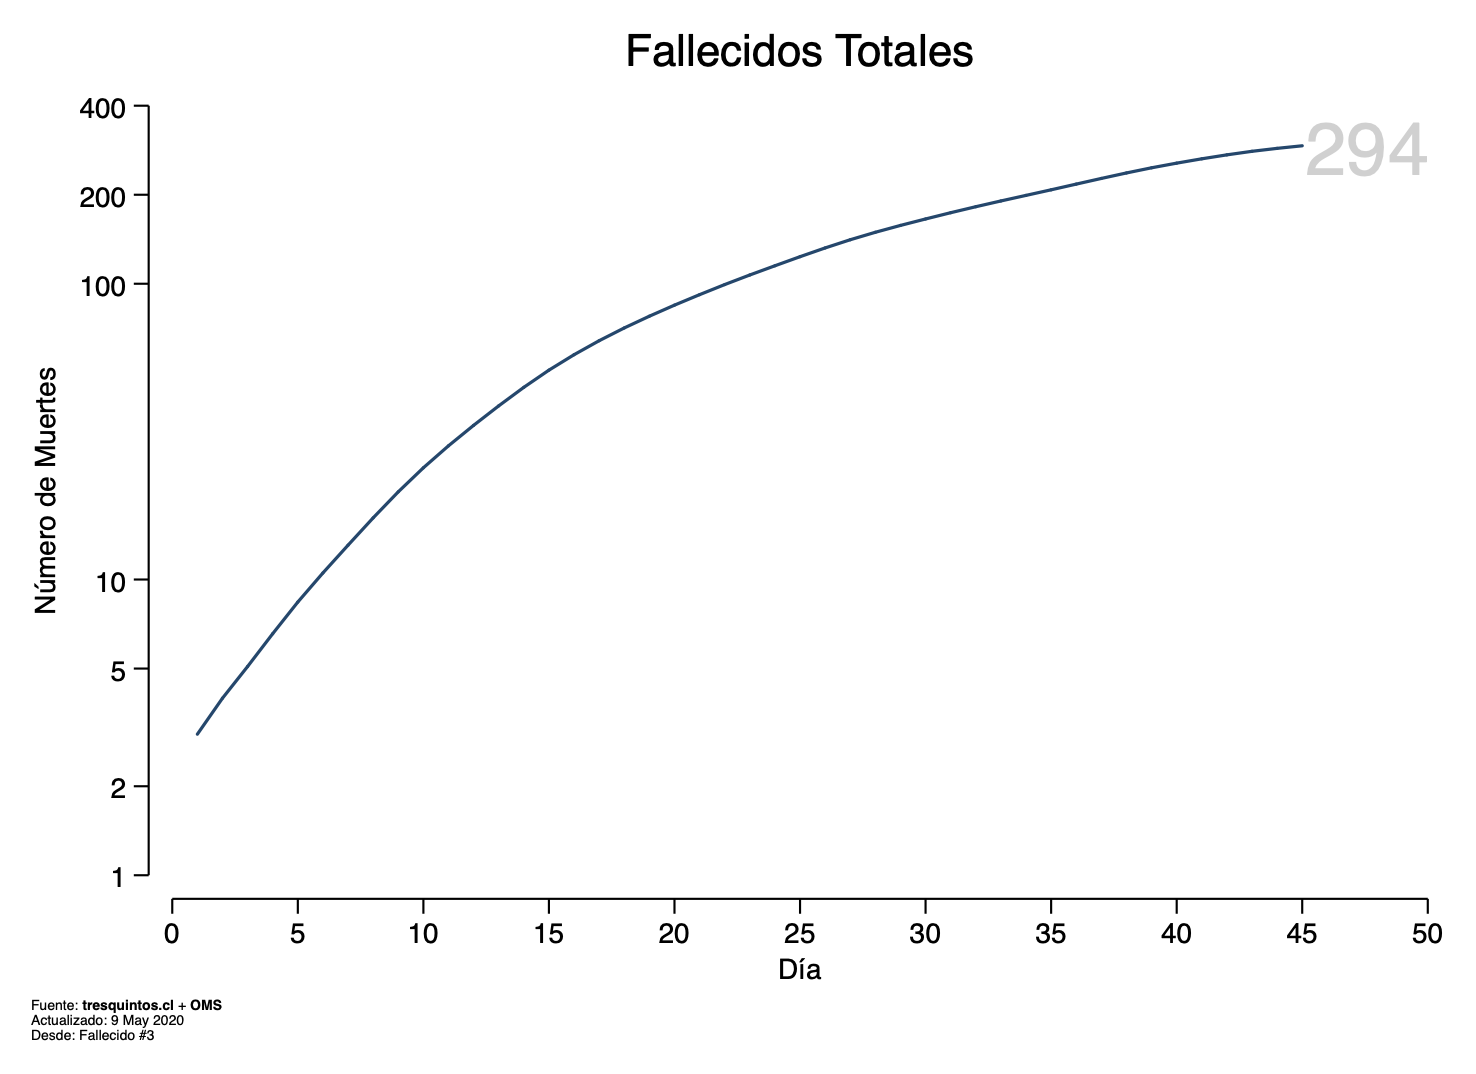 Fallecidos Totales
400
200
100
10
5
2
1
Número de Muertes
294
0 5 10 15 20 25 30 35 40 45 50
Día
Fuente: tresquintos.cl + OMS
Actualizado: 9 May 2020
Desde: Fallecido #3